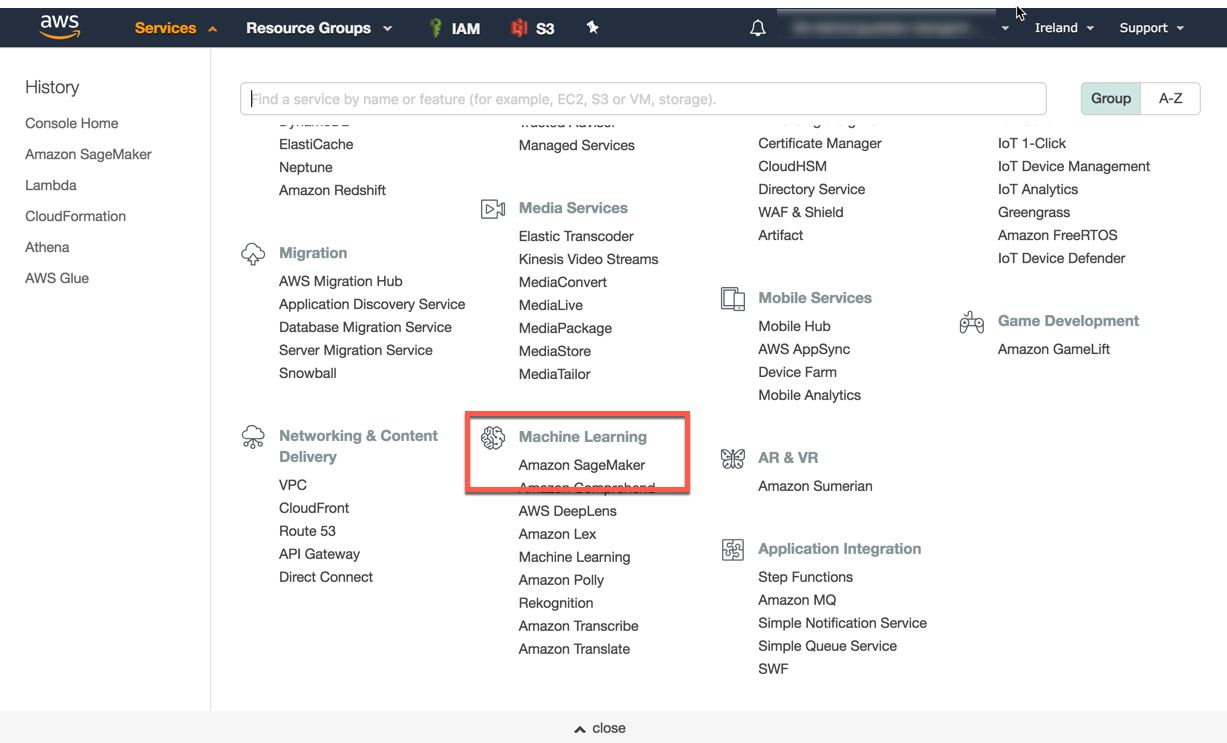 aws
Services
Resource Groups
IAM
S3
Ireland
Support
History
Console Home
Amazon SageMaker
Lambda
CloudFormation
Athena
AWS Glue
Find a service by name or feature (for example, EC2, S3 or VM, storage).
Group
A-Z
DynamoDB
ElastiCache
Neptune
Amazon Redshift
Migration
AWS Migration Hub
Application Discovery Service
Database Migration Service
Server Migration Service
Snowball
Networking & Content
Delivery
VPC
CloudFront
Route 53
API Gateway
Direct Connect
Trusted Advisor
Managed Services
Media Services
Elastic Transcoder
Kinesis Video Streams
MediaConvert
MediaLive
MediaPackage
MediaStore
MediaTailor
Machine Learning
Amazon SageMaker
Amazon Comprehend
AWS DeepLens
Amazon Lex
Machine Learning
Amazon Polly
Rekognition
Amazon Transcribe
Amazon Translate
Certificate Manager
CloudHSM
Directory Service
WAF & Shield
Artifact
Mobile Services
Mobile Hub
AWS AppSync
Device Farm
Mobile Analytics
AR & VR
Amazon Sumerian
Application Integration
Step Functions
Amazon MQ
Simple Notification Service
Simple Queue Service
SWF
IoT 1-Click
IoT Device Management
IoT Analytics
Greengrass
Amazon FreeRTOS
IoT Device Defender
Game Development
Amazon GameLift
close